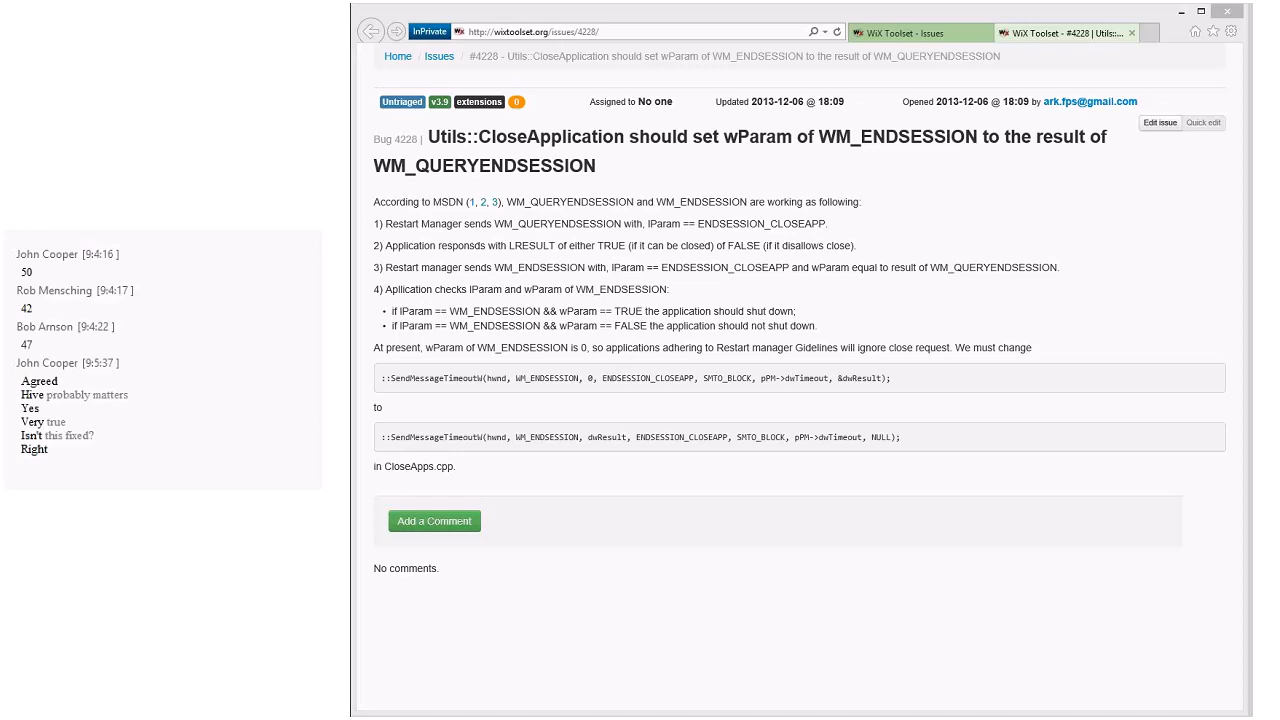 John Cooper [9:4:16 ]
50
Rob Mensching [9:4:17 ]
42
Bob Arnson [9:4:22 ]
47
John Cooper [9:5:37 ]
Agreed
Hive probably matters
Yes
Very true
Isn't this fixed?
Right
InPrivate http://wixtoolset.org/issues/4228/ WiX Toolset - Issues WiX Toolset - #4228 | Utils::...
Home / Issues / #4228 - Utils::CloseApplication should set wParam of WM_ENDSESSION to the result of WM_QUERYENDSESSION
Untriaged v3.9 extensions 0 Assigned to No one Updated 2013-12-06 @ 18:09 Opened 2013-12-06 @ 18:09 by ark.fps@gmail.com
Edit issue Quick edit
Bug 4228 | Utils::CloseApplication should set wParam of WM_ENDSESSION to the result of
WM_QUERYENDSESSION
According to MSDN (1, 2, 3), WM_QUERYENDSESSION and WM_ENDSESSION are working as following:
1) Restart Manager sends WM_QUERYENDSESSION with, lParam == ENDSESSION_CLOSEAPP.
2) Application responsds with LRESULT of either TRUE (if it can be closed) of FALSE (if it disallows close).
3) Restart manager sends WM_ENDSESSION with, lParam == ENDSESSION_CLOSEAPP and wParam equal to result of WM_QUERYENDSESSION.
4) Apllication checks lParam and wParam of WM_ENDSESSION:
• if lParam == WM_ENDSESSION && wParam == TRUE the application should shut down;
• if lParam == WM_ENDSESSION && wParam == FALSE the application should not shut down.
At present, wParam of WM_ENDSESSION is 0, so applications adhering to Restart manager Gidelines will ignore close request. We must change
::SendMessageTimeoutW(hwnd, WM_ENDSESSION, 0, ENDSESSION_CLOSEAPP, SMTO_BLOCK, pPM->dwTimeout, &dwResult);
to
::SendMessageTimeoutW(hwnd, WM_ENDSESSION, dwResult, ENDSESSION_CLOSEAPP, SMTO_BLOCK, pPM->dwTimeout, NULL);
in CloseApps.cpp.
Add a Comment
No comments.